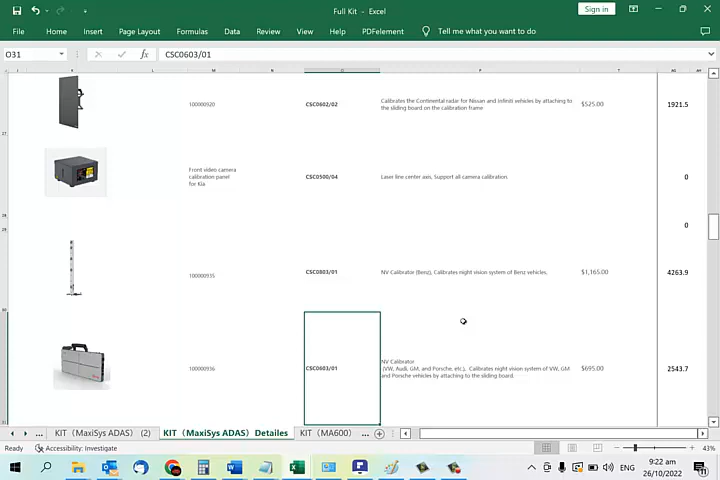 Full Kit - Excel
Sign in
File Home Insert Page Layout Formulas Data Review View Help PDFelement Tell me what you want to do
O31 fx CSC0603/01
100000920 CSC0602/02 Calibrates the Continental radar for Nissan and Infiniti vehicles by attaching to
the sliding board on the calibration frame $525.00 1921.5
27
Front video camera
calibration panel
for Kia CSC0500/04 Laser line center axis, Support all camera calibration. 0
28
0
29
100000935 CSC0803/01 NV Calibrator (Benz), Calibrates night vision system of Benz vehicles. $1,165.00 4263.9
30
100000936 CSC0603/01 NV Calibrator
(VW, Audi, GM, and Porsche, etc.), Calibrates night vision system of VW, GM
and Porsche vehicles by attaching to the sliding board. $695.00 2543.7
31
... KIT（MaxiSys ADAS） (2) KIT（MaxiSys ADAS）Detailes KIT（MA600） ...
Ready Accessibility: Investigate 43%
ENG 9:22 am
26/10/2022